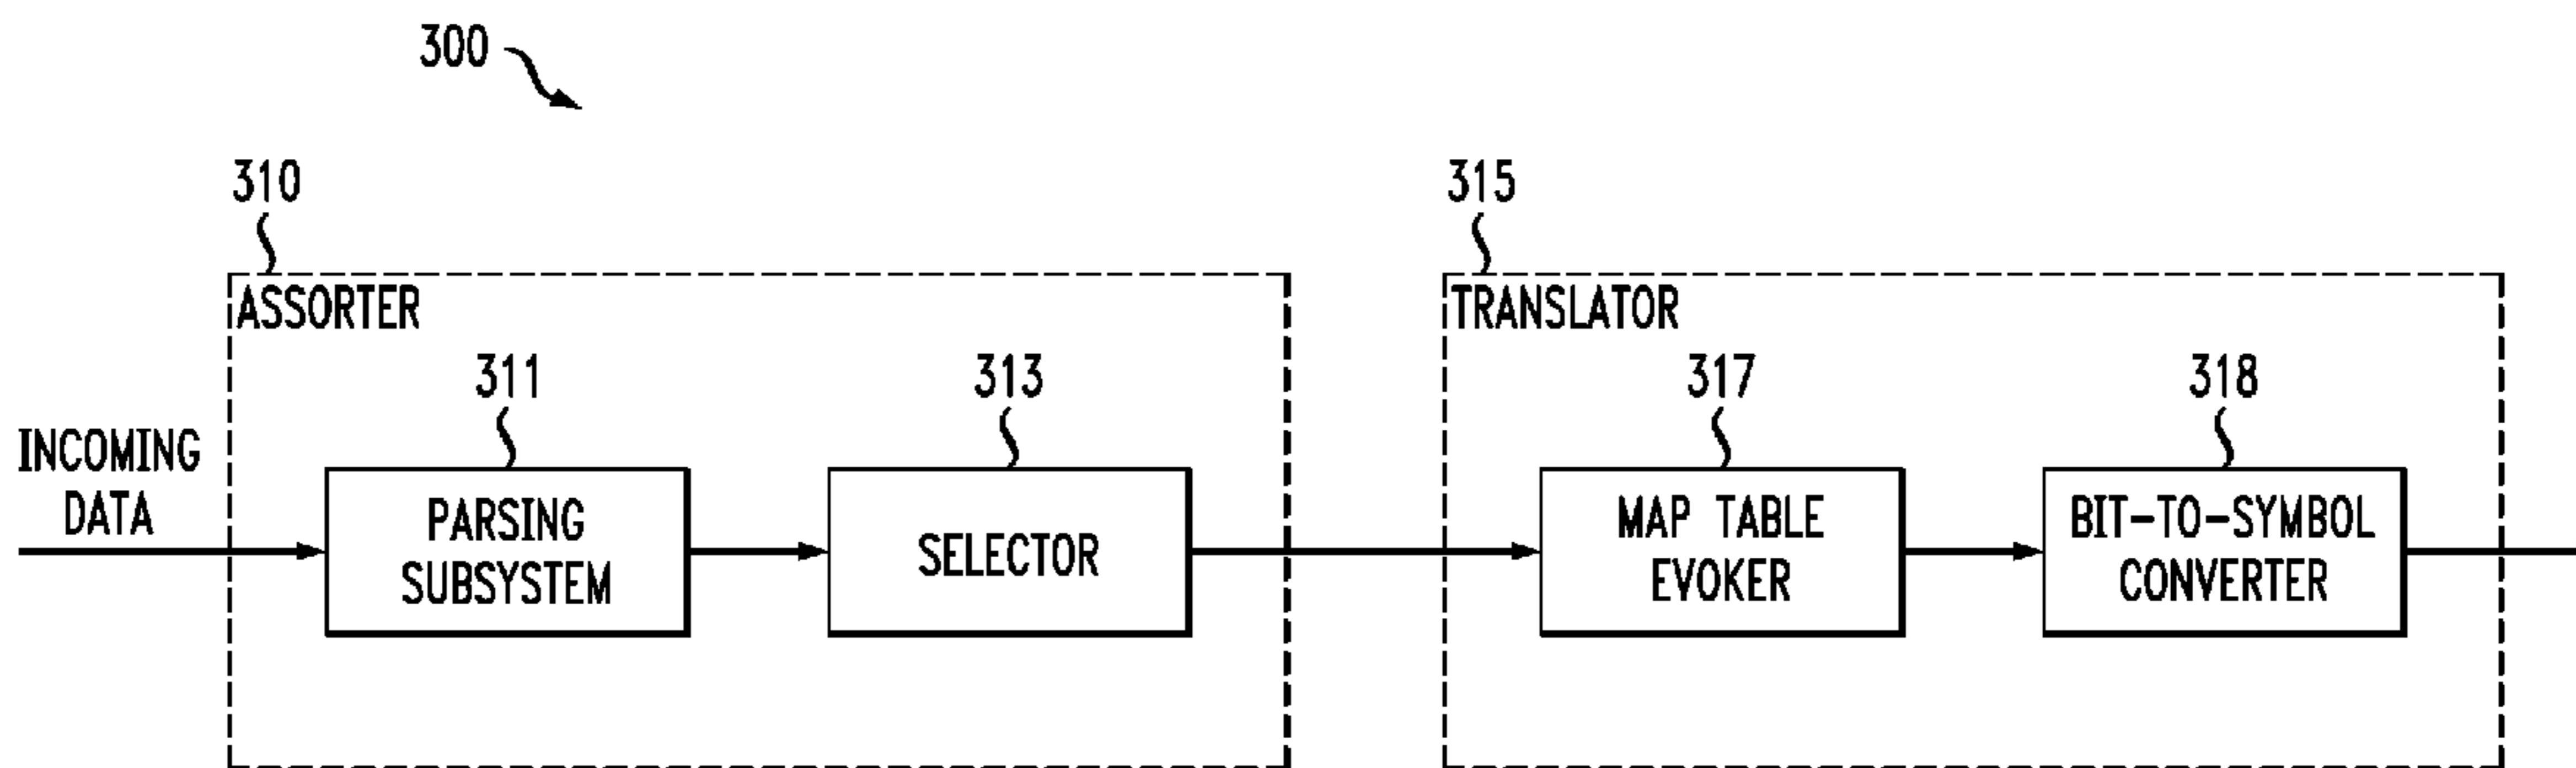 300
310
315
ASSORTER
TRANSLATOR
311
313
317
318
INCOMING
DATA
PARSING
SUBSYSTEM
SELECTOR
MAP TABLE
EVOKER
BIT-TO-SYMBOL
CONVERTER